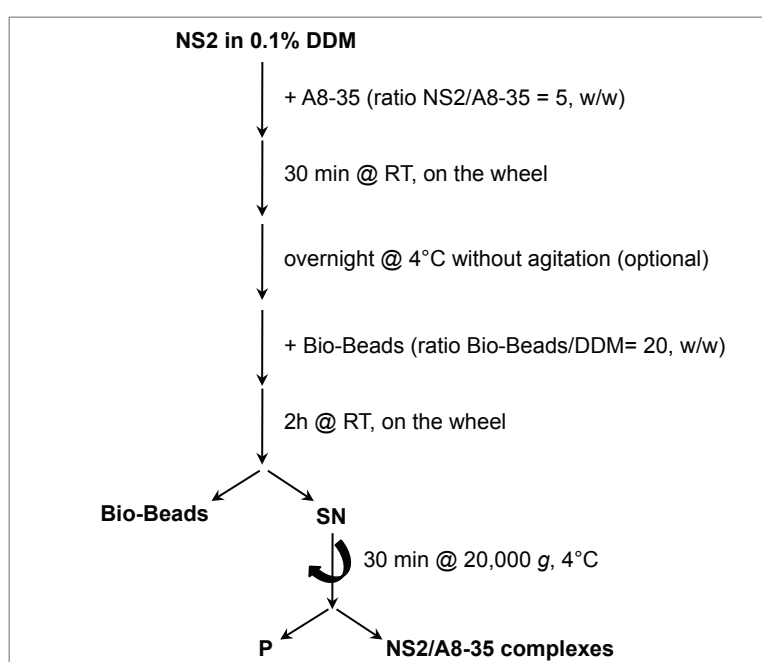 NS2 in 0.1% DDM
+ A8-35 (ratio NS2/A8-35 = 5, w/w)
30 min @ RT, on the wheel
overnight @ 4°C without agitation (optional)
+ Bio-Beads (ratio Bio-Beads/DDM= 20, w/w)
2h @ RT, on the wheel
Bio-Beads SN
30 min @ 20,000 g, 4°C
P NS2/A8-35 complexes